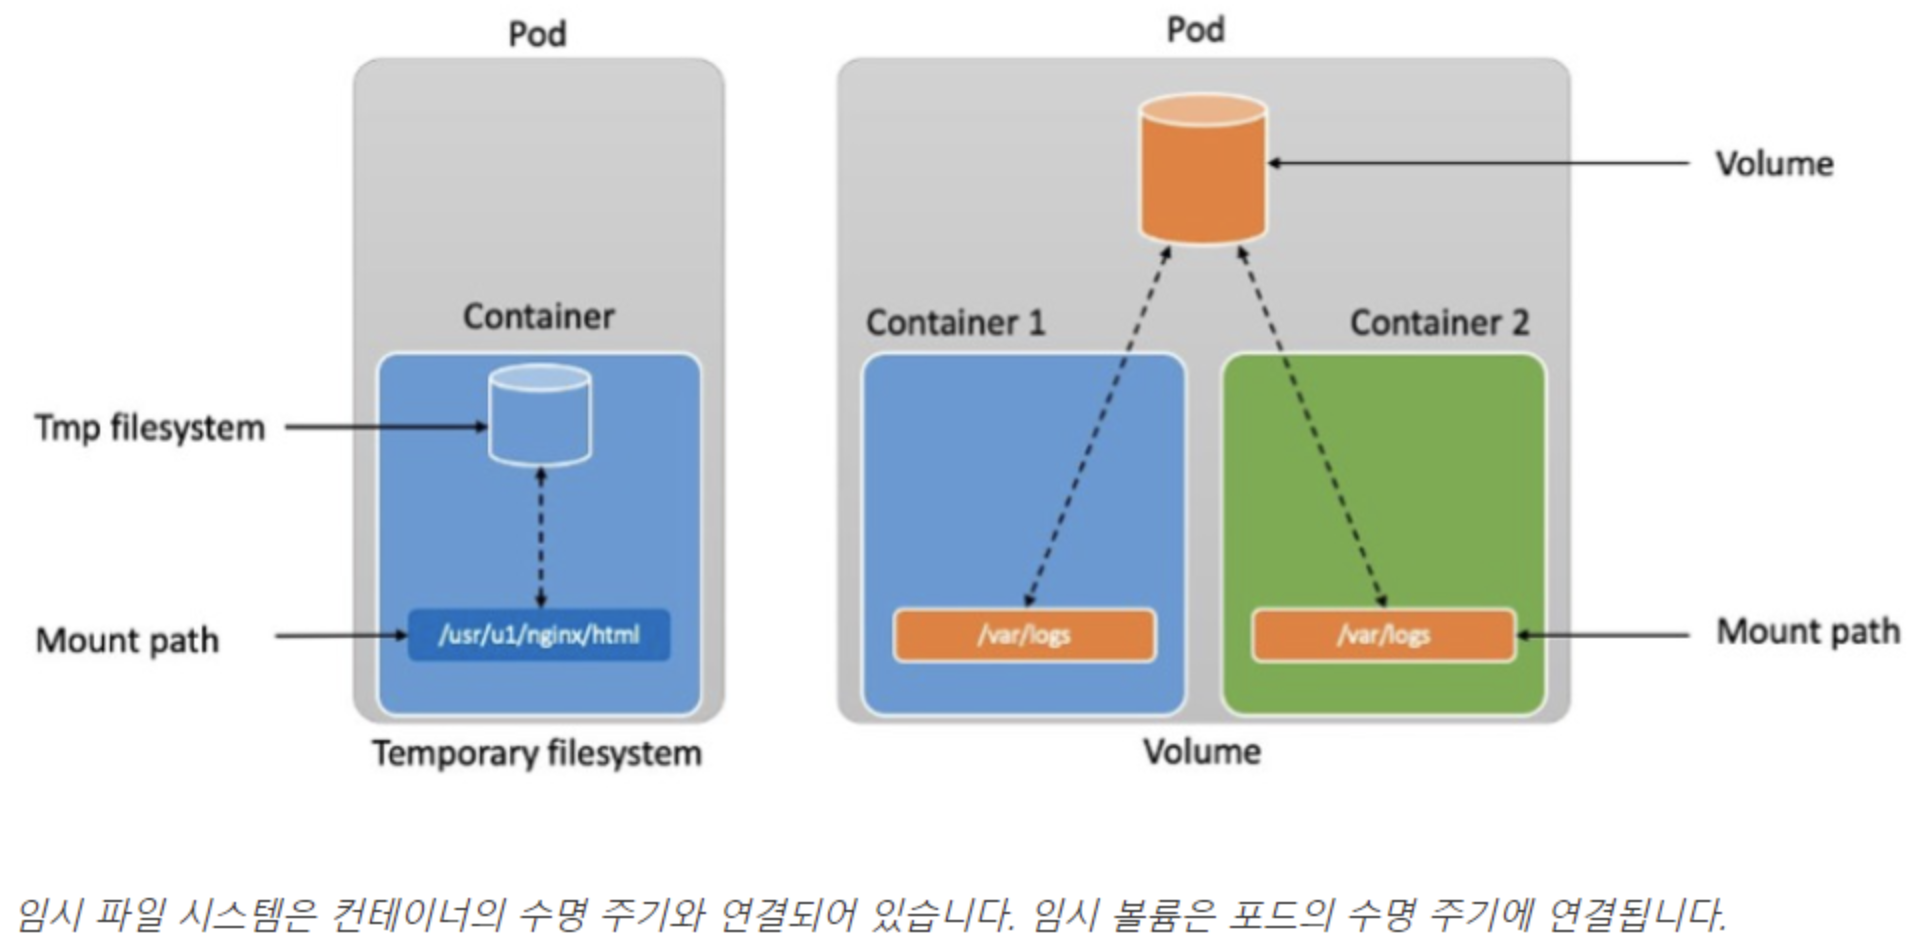 Pod
Pod
Volume
Container
Container 1
Container 2
Tmp filesystem
Mount path
/usr/u1/nginx/html
/var/logs
/var/logs
Mount path
Temporary filesystem
Volume
임시 파일 시스템은 컨테이너의 수명 주기와 연결되어 있습니다. 임시 볼륨은 포드의 수명 주기에 연결됩니다.